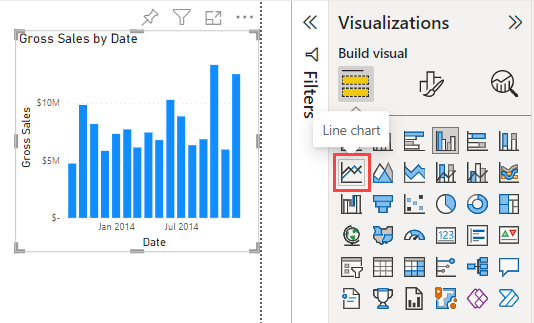 Gross Sales by Date
Gross Sales
$10M
$5M
$-
Jan 2014
Jul 2014
Date
Filters
Visualizations
Build visual
Line chart
123